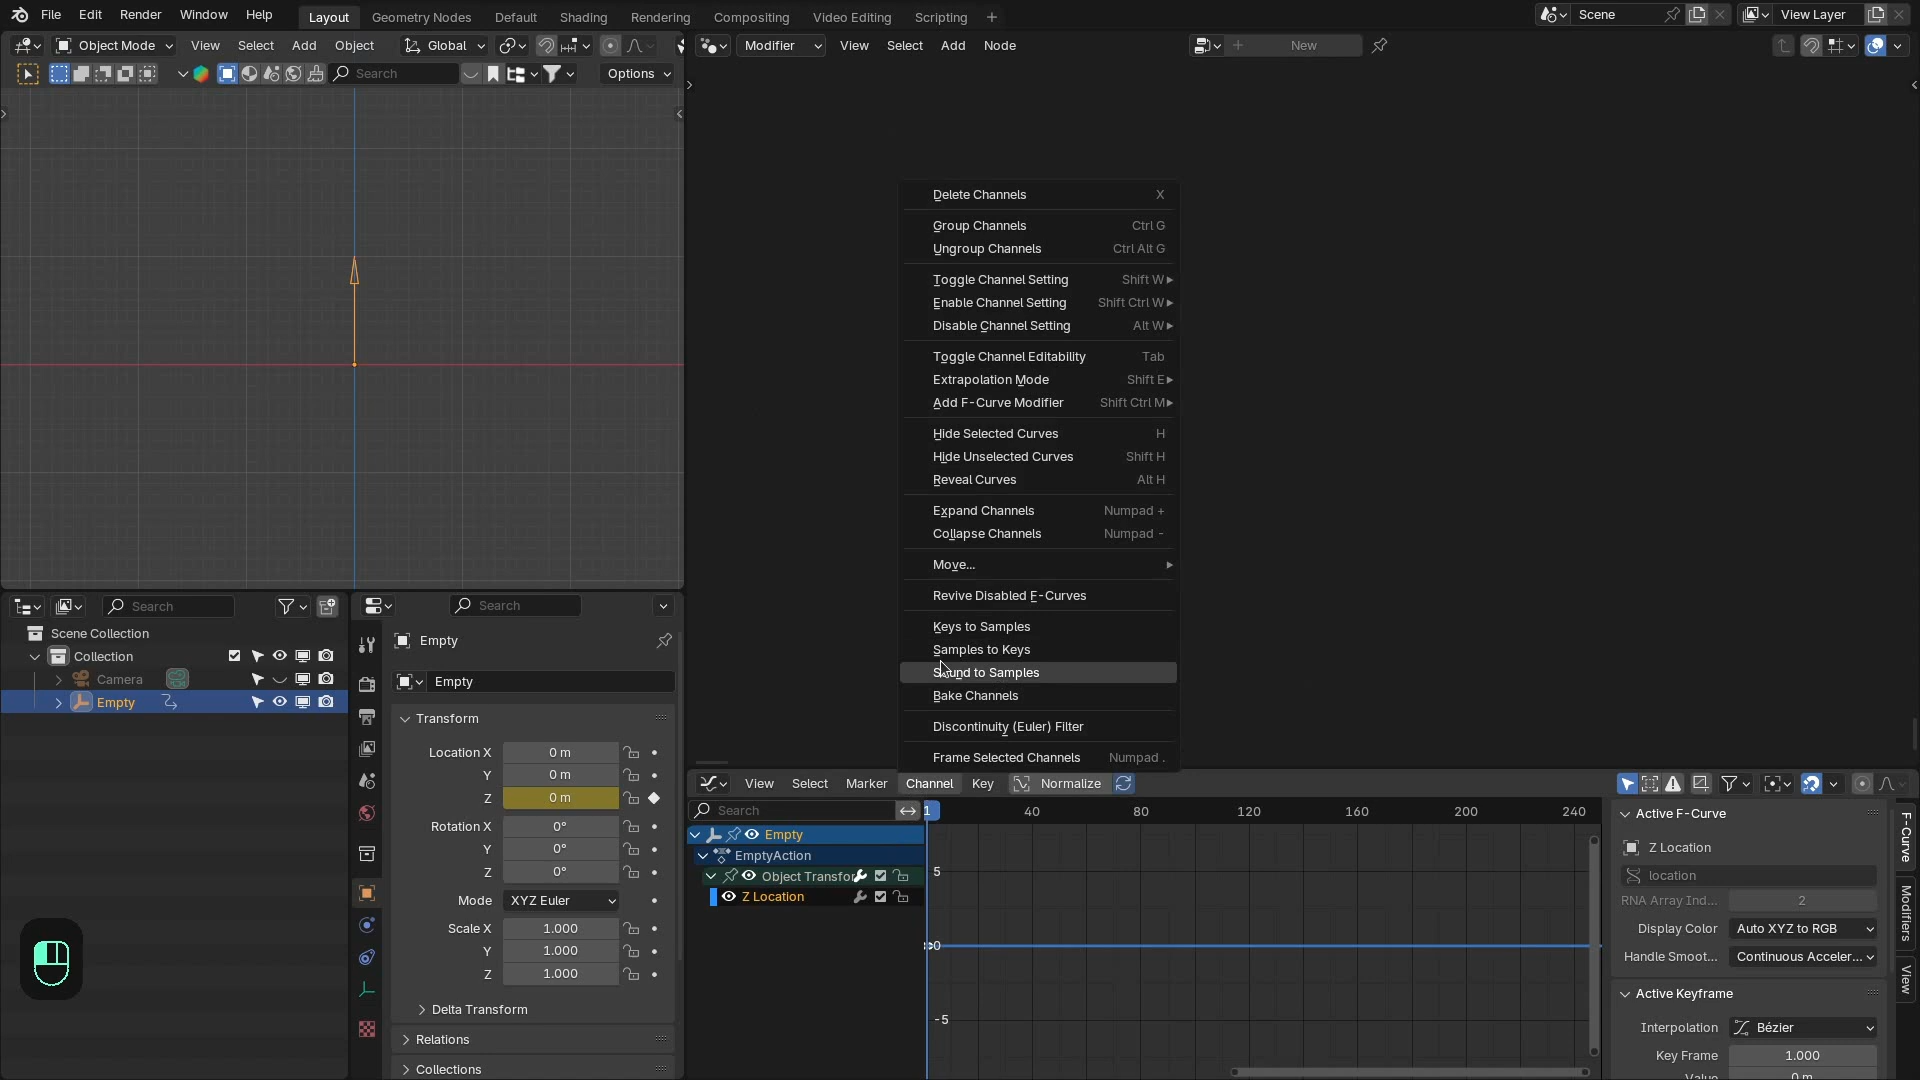 File Edit Render Window Help Layout Geometry Nodes Default Shading Rendering Compositing Video Editing Scripting + Scene View Layer
Object Mode View Select Add Object Global Modifier View Select Add Node New
Search Options
Delete Channels X
Group Channels Ctrl G
Ungroup Channels Ctrl Alt G
Toggle Channel Setting Shift W
Enable Channel Setting Shift Ctrl W
Disable Channel Setting Alt W
Toggle Channel Editability Tab
Extrapolation Mode Shift E
Add F-Curve Modifier Shift Ctrl M
Hide Selected Curves H
Hide Unselected Curves Shift H
Reveal Curves Alt H
Expand Channels Numpad +
Collapse Channels Numpad -
Move...
Revive Disabled F-Curves
Keys to Samples
Samples to Keys
Sound to Samples
Bake Channels
Discontinuity (Euler) Filter
Frame Selected Channels Numpad .
Search
Scene Collection
Collection
Camera
Empty
Search
Empty
Empty
Transform
Location X 0 m
Y 0 m
Z 0 m
Rotation X 0°
Y 0°
Z 0°
Mode XYZ Euler
Scale X 1.000
Y 1.000
Z 1.000
Delta Transform
Relations
Collections
View Select Marker Channel Key Normalize
Search 1 40 80 120 160 200 240
Empty
EmptyAction
Object Transfor
Z Location
5
0
-5
Active F-Curve
Z Location
location
RNA Array Ind... 2
Display Color Auto XYZ to RGB
Handle Smoot... Continuous Acceler...
Active Keyframe
Interpolation Bézier
Key Frame 1.000
Value 0 m
F-Curve
Modifiers
View